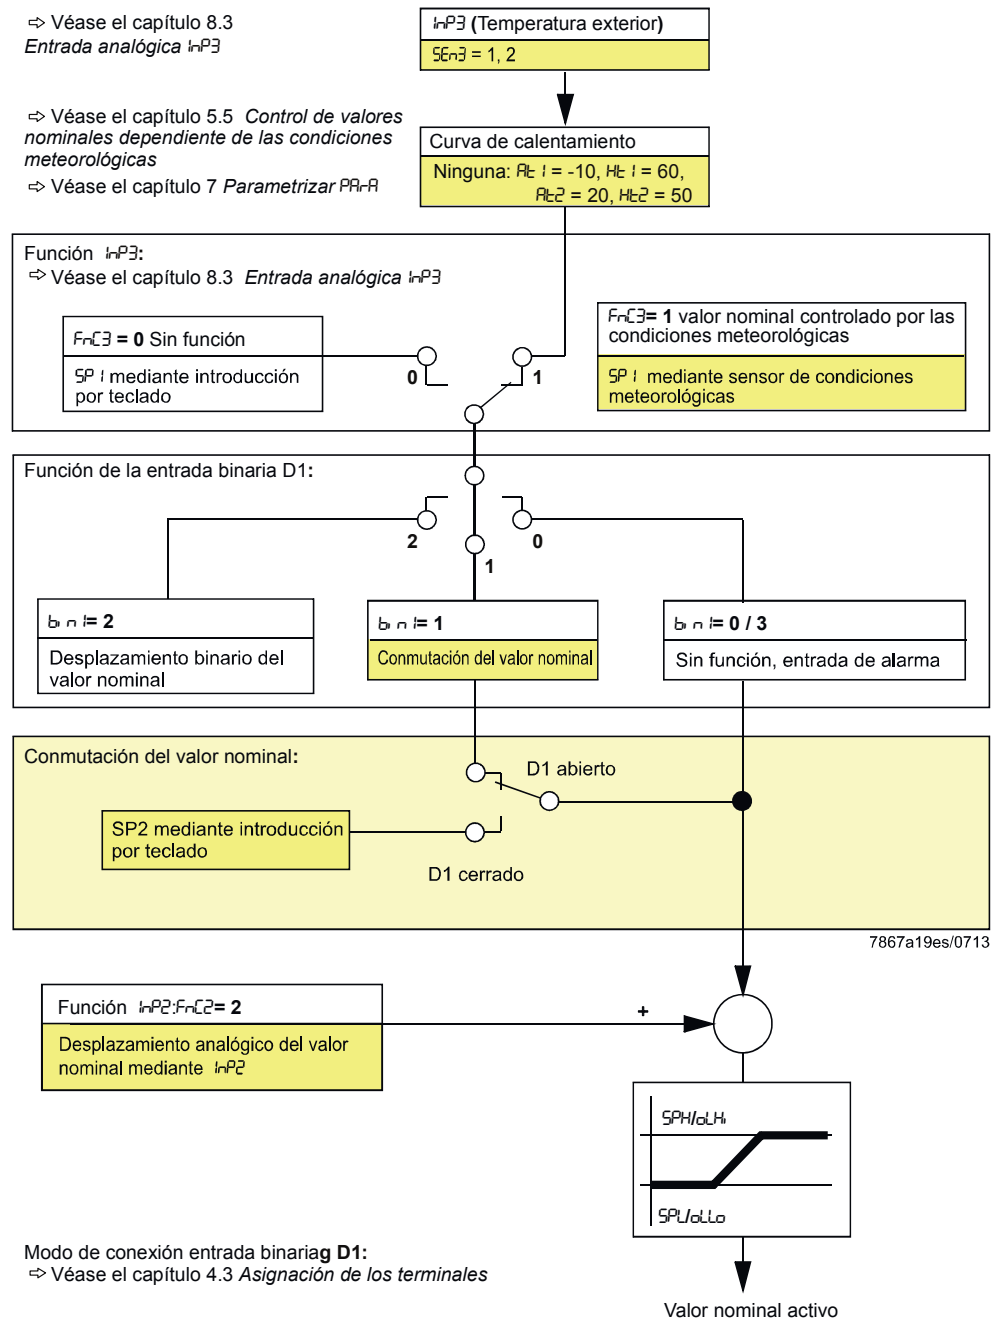 ⇨ Véase el capítulo 8.3
Entrada analógica InP3
InP3 (Temperatura exterior)
SEn3 = 1, 2
⇨ Véase el capítulo 5.5 Control de valores
nominales dependiente de las condiciones
meteorológicas
⇨ Véase el capítulo 7 Parametrizar PArA
Curva de calentamiento
Ninguna: At1 = -10, Ht1 = 60,
At2 = 20, Ht2 = 50
Función InP3:
⇨ Véase el capítulo 8.3 Entrada analógica InP3
FnC3 = 0 Sin función
SP1 mediante introducción
por teclado
0
1
FnC3= 1 valor nominal controlado por las
condiciones meteorológicas
SP1 mediante sensor de condiciones
meteorológicas
Función de la entrada binaria D1:
2
1
0
bin1= 2
Desplazamiento binario del
valor nominal
bin1= 1
Conmutación del valor nominal
bin1= 0 / 3
Sin función, entrada de alarma
Conmutación del valor nominal:
D1 abierto
SP2 mediante introducción
por teclado
D1 cerrado
7867a19es/0713
Función InP2:FnC2= 2
Desplazamiento analógico del valor
nominal mediante InP2
+
SPH/oLHi
SPL/oLLo
Modo de conexión entrada binariag D1:
⇨ Véase el capítulo 4.3 Asignación de los terminales
Valor nominal activo